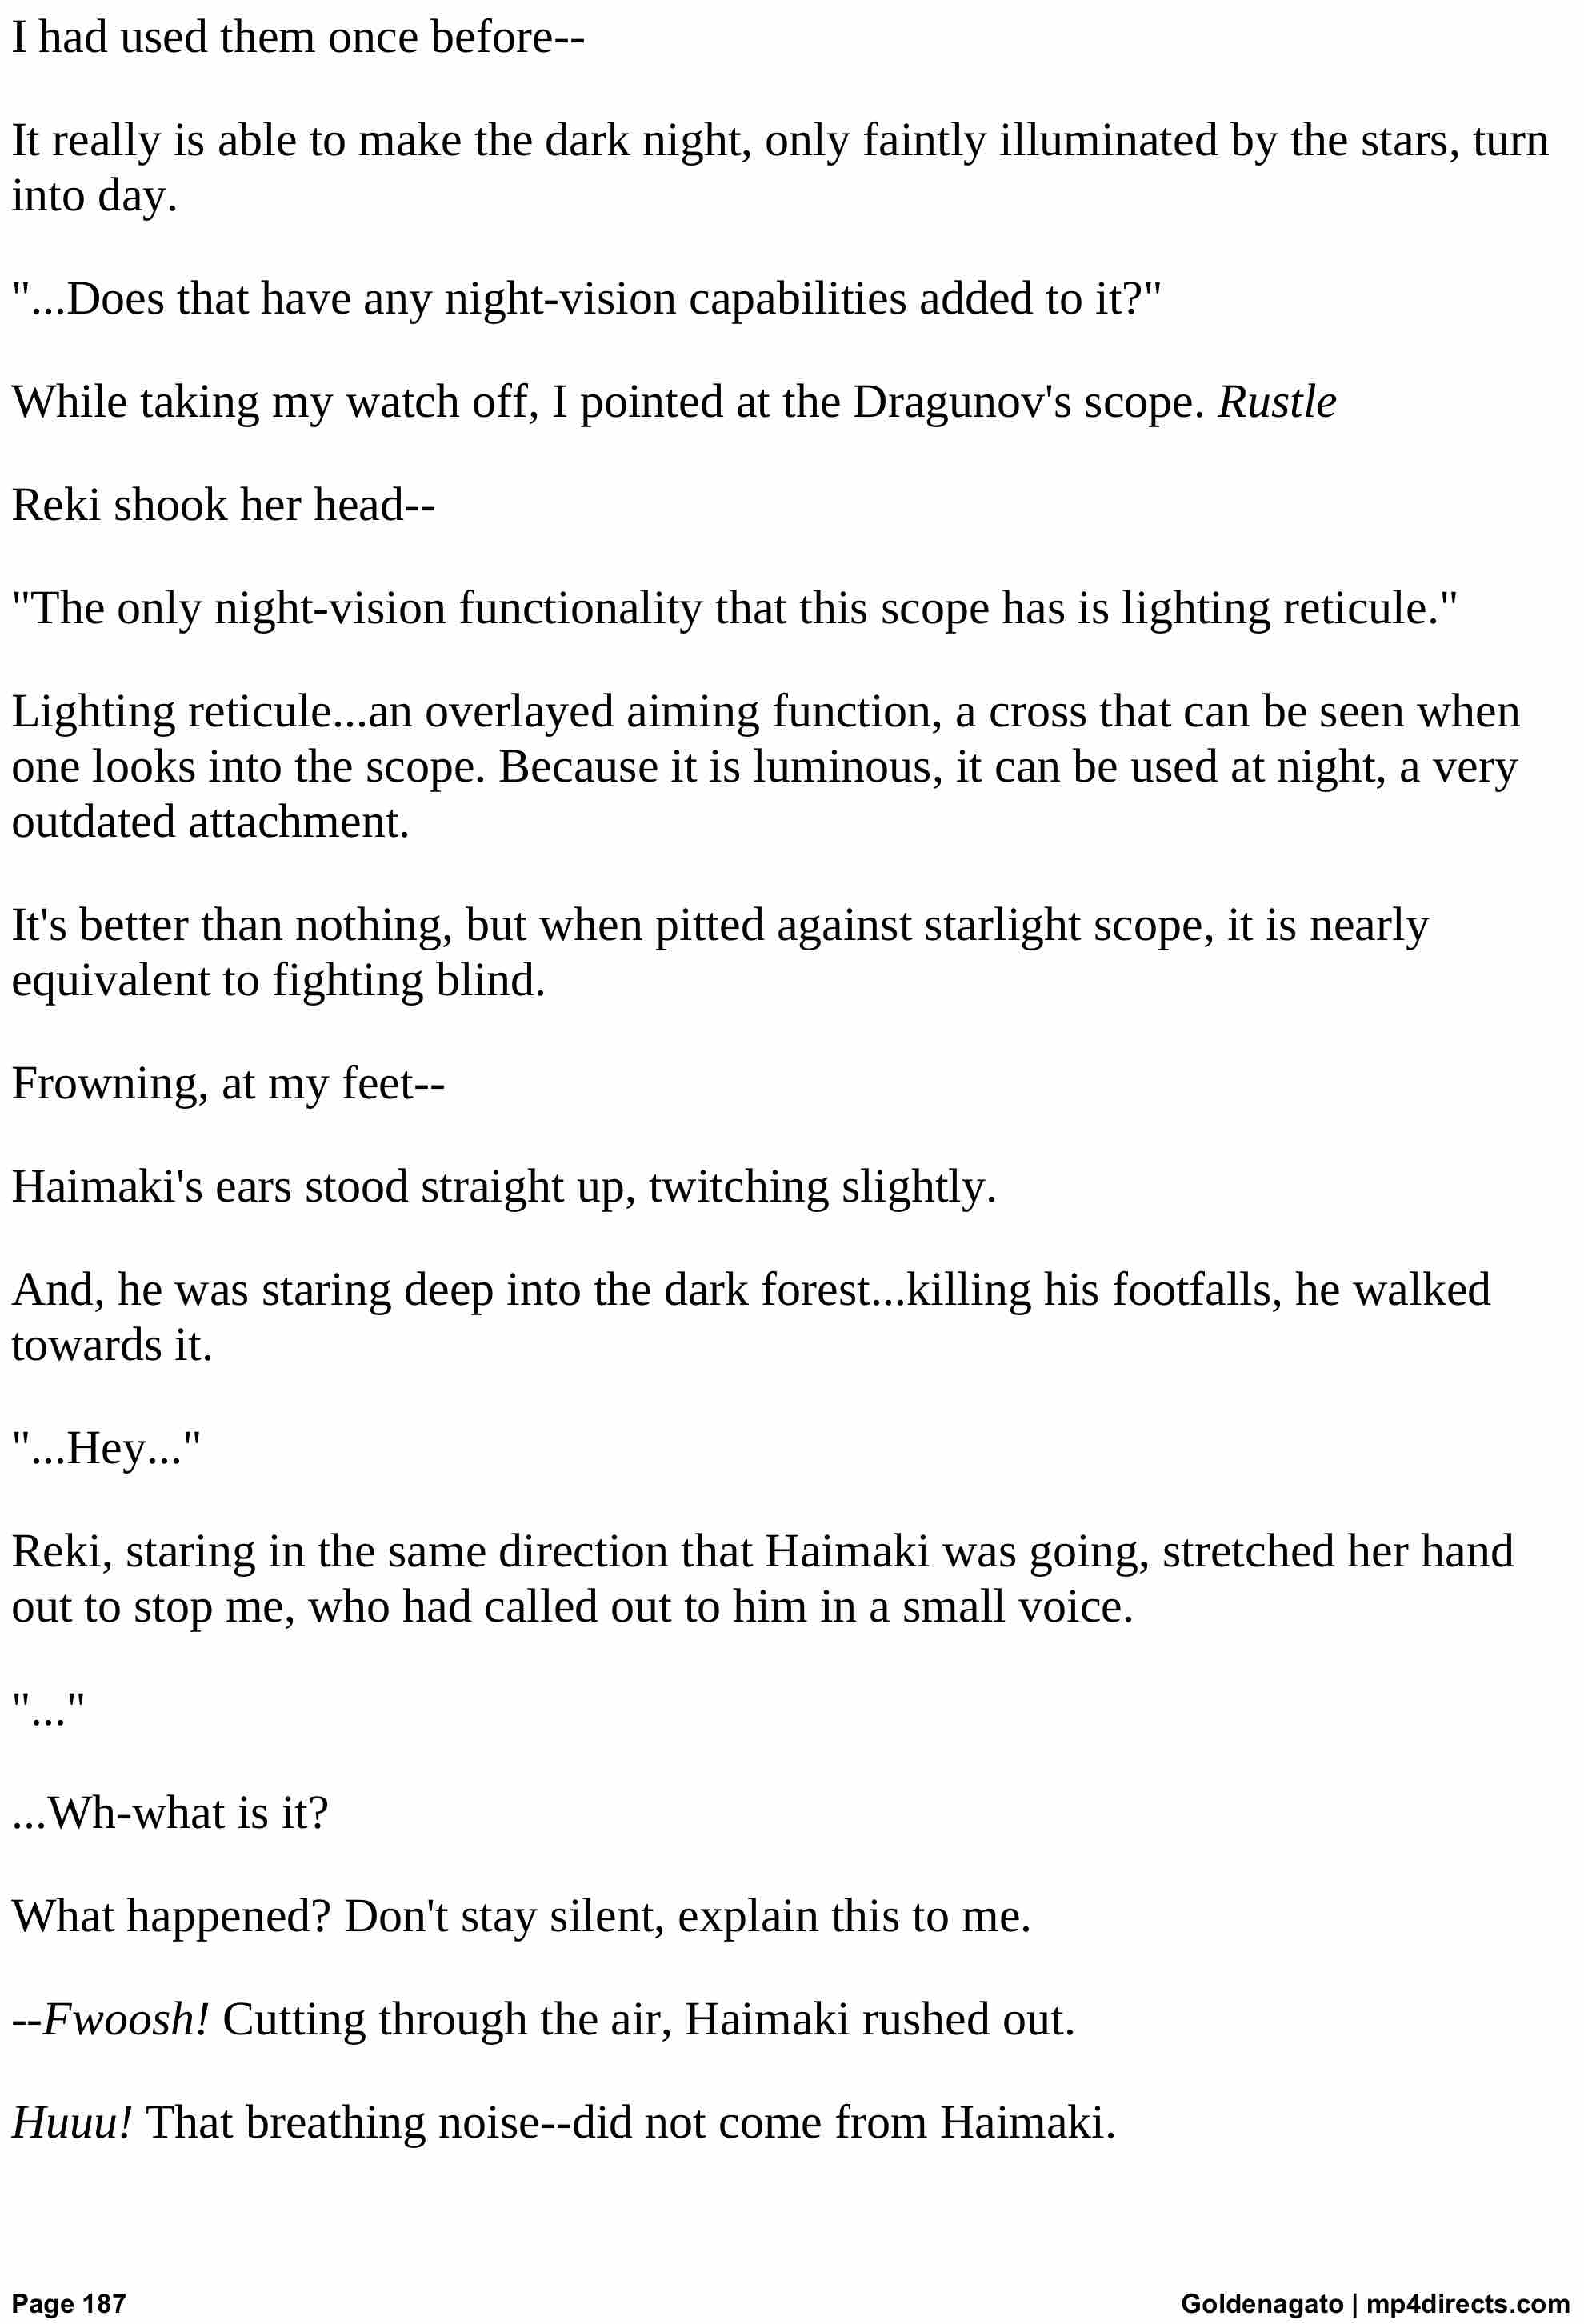 I had used them once before--
It really is able to make the dark night, only faintly illuminated by the stars, turn
into day.
"...Does that have any night-vision capabilities added to it?"
While taking my watch off, I pointed at the Dragunov's scope. Rustle
Reki shook her head--
"The only night-vision functionality that this scope has is lighting reticule."
Lighting reticule...an overlayed aiming function, a cross that can be seen when
one looks into the scope. Because it is luminous, it can be used at night, a very
outdated attachment.
It's better than nothing, but when pitted against starlight scope, it is nearly
equivalent to fighting blind.
Frowning, at my feet--
Haimaki's ears stood straight up, twitching slightly.
And, he was staring deep into the dark forest...killing his footfalls, he walked
towards it.
"...Hey..."
Reki, staring in the same direction that Haimaki was going, stretched her hand
out to stop me, who had called out to him in a small voice.
"..."
...Wh-what is it?
What happened? Don't stay silent, explain this to me.
--Fwoosh! Cutting through the air, Haimaki rushed out.
Huuu! That breathing noise--did not come from Haimaki.
Page 187 Goldenagato | mp4directs.com